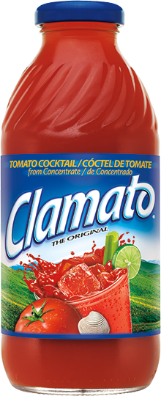 TOMATO COCKTAIL / CÓCTEL DE TOMATE
from Concentrate / de Concentrado
Clamato
THE ORIGINAL